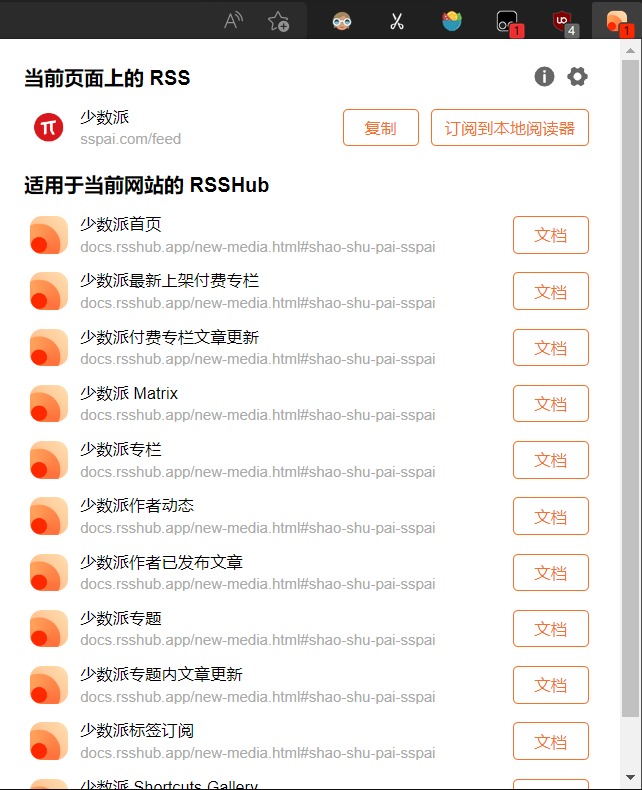 1
4
1
当前页面上的 RSS
少数派
sspai.com/feed
复制
订阅到本地阅读器
适用于当前网站的 RSSHub
少数派首页
docs.rsshub.app/new-media.html#shao-shu-pai-sspai
文档
少数派最新上架付费专栏
docs.rsshub.app/new-media.html#shao-shu-pai-sspai
文档
少数派付费专栏文章更新
docs.rsshub.app/new-media.html#shao-shu-pai-sspai
文档
少数派 Matrix
docs.rsshub.app/new-media.html#shao-shu-pai-sspai
文档
少数派专栏
docs.rsshub.app/new-media.html#shao-shu-pai-sspai
文档
少数派作者动态
docs.rsshub.app/new-media.html#shao-shu-pai-sspai
文档
少数派作者已发布文章
docs.rsshub.app/new-media.html#shao-shu-pai-sspai
文档
少数派专题
docs.rsshub.app/new-media.html#shao-shu-pai-sspai
文档
少数派专题内文章更新
docs.rsshub.app/new-media.html#shao-shu-pai-sspai
文档
少数派标签订阅
docs.rsshub.app/new-media.html#shao-shu-pai-sspai
文档
少数派 Shortcuts Gallery